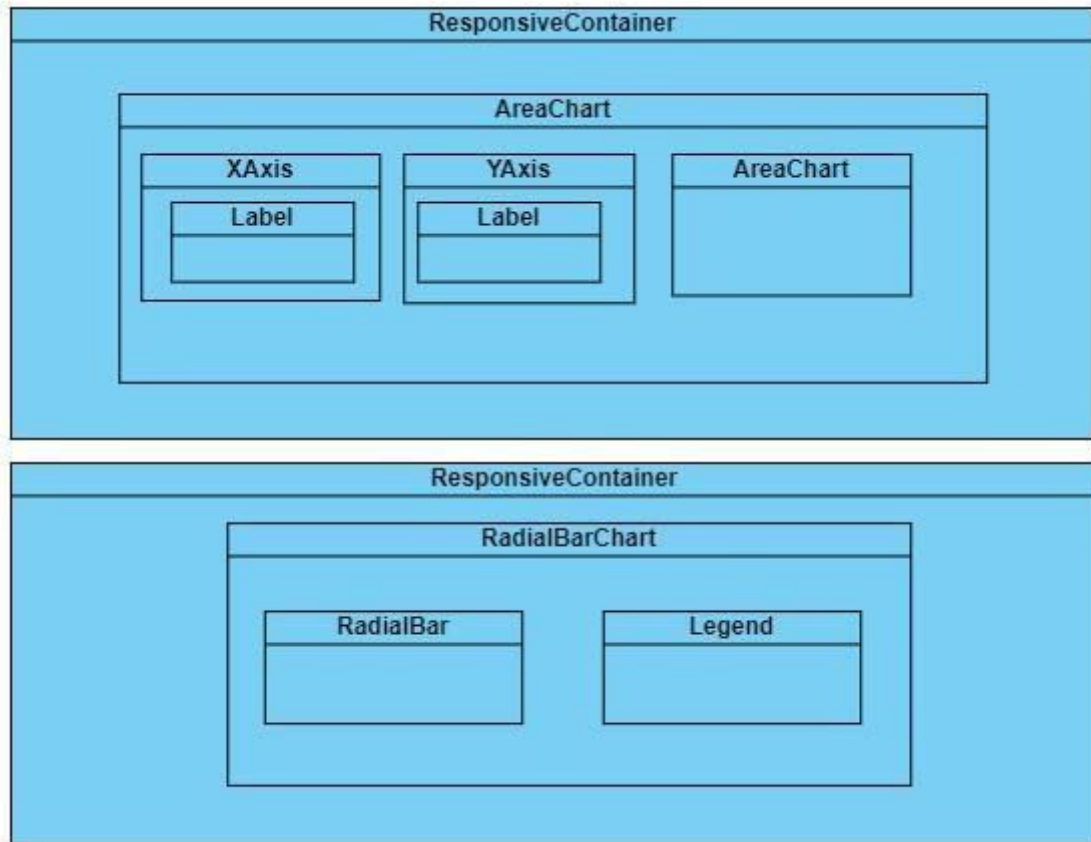 ResponsiveContainer
AreaChart
XAxis
YAxis
AreaChart
Label
Label
ResponsiveContainer
RadialBarChart
RadialBar
Legend